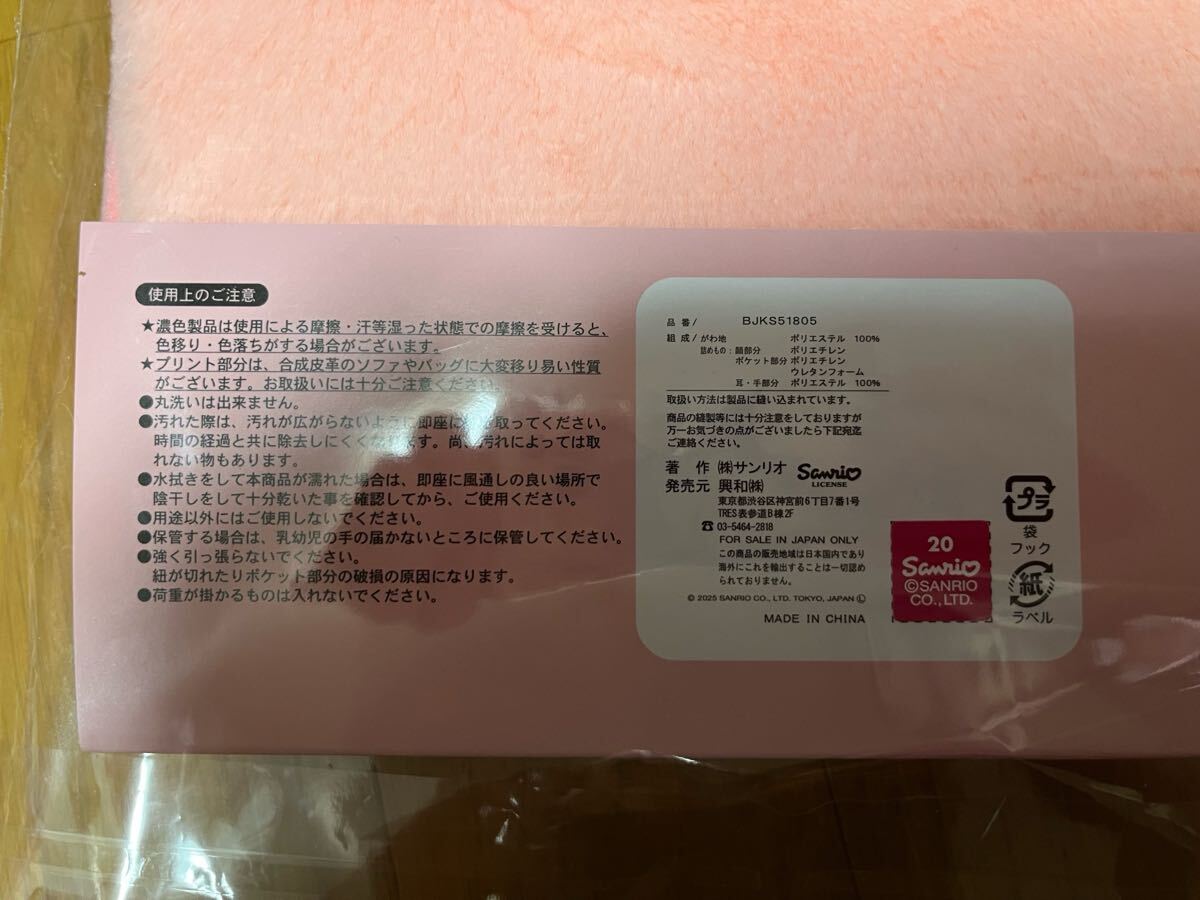 使用上のご注意
★濃色製品は使用による摩擦・汗等湿った状態での摩擦を受けると、
色移り・色落ちがする場合がございます。
★プリント部分は、合成皮革のソファやバッグに大変移り易い性質
がございます。お取扱いには十分ご注意ください。
●丸洗いは出来ません。
●汚れた際は、汚れが広がらないように即座に 取ってください。
時間の経過と共に除去しにくくなります。尚、汚れによっては取
れない物もあります。
●水拭きをして本商品が濡れた場合は、即座に風通しの良い場所で
陰干しをして十分乾いた事を確認してから、ご使用ください。
●用途以外にはご使用しないでください。
●保管する場合は、乳幼児の手の届かないところに保管してください。
●強く引っ張らないでください。
紐が切れたりポケット部分の破損の原因になります。
●荷重が掛かるものは入れないでください。
品番/ BJKS51805
組成/がわ地 ポリエステル 100%
詰めもの:顔部分 ポリエチレン
ポケット部分 ポリエチレン
ウレタンフォーム
耳・手部分 ポリエステル 100%
取扱い方法は製品に縫い込まれています。
商品の縫製等には十分注意をしておりますが
万一お気づきの点がございましたら下記宛迄
ご連絡ください。
著 作 ㈱サンリオ Sanrio
LICENSE
発売元 興和㈱
東京都渋谷区神宮前6丁目7番1号
TRES表参道B棟2F
☎ 03-5464-2818
FOR SALE IN JAPAN ONLY
この商品の販売地域は日本国内であり
海外にこれを輸出することは一切認め
られておりません。
© 2025 SANRIO CO., LTD. TOKYO, JAPAN Ⓛ
MADE IN CHINA
20
Sanrio
©SANRIO
CO., LTD.
プラ
袋
フック
紙
ラベル